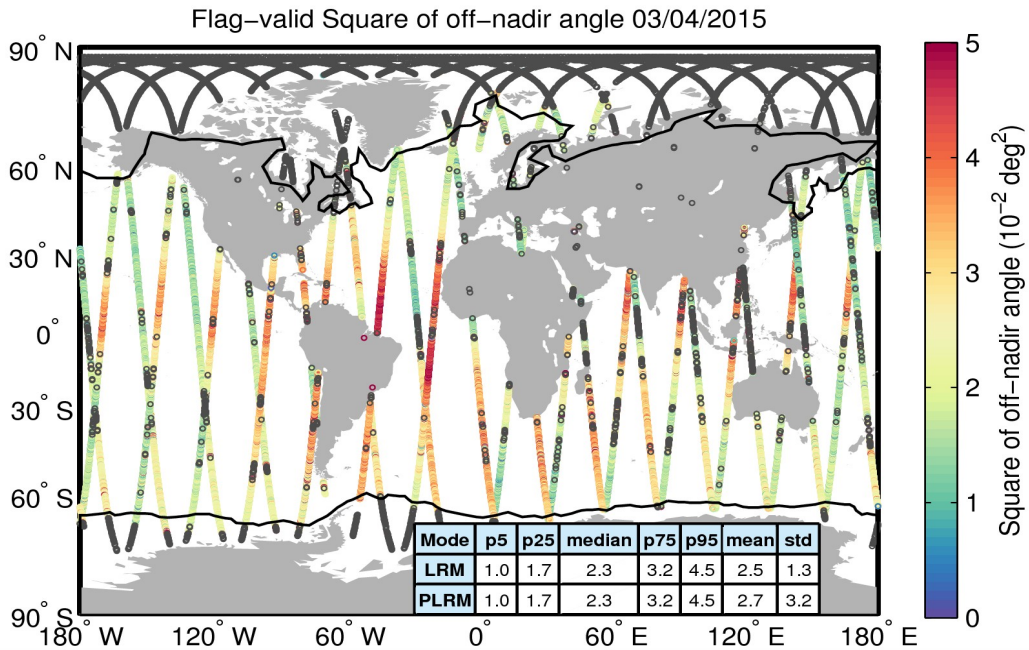 Flag−valid Square of off−nadir angle 03/04/2015
90° N
60° N
30° N
0°
30° S
60° S
90° S
180° W
120° W
60° W
0°
60° E
120° E
180° E
Mode p5 p25 median p75 p95 mean std
LRM 1.0 1.7 2.3 3.2 4.5 2.5 1.3
PLRM 1.0 1.7 2.3 3.2 4.5 2.7 3.2
5
4
3
2
1
0
Square of off−nadir angle (10⁻² deg²)